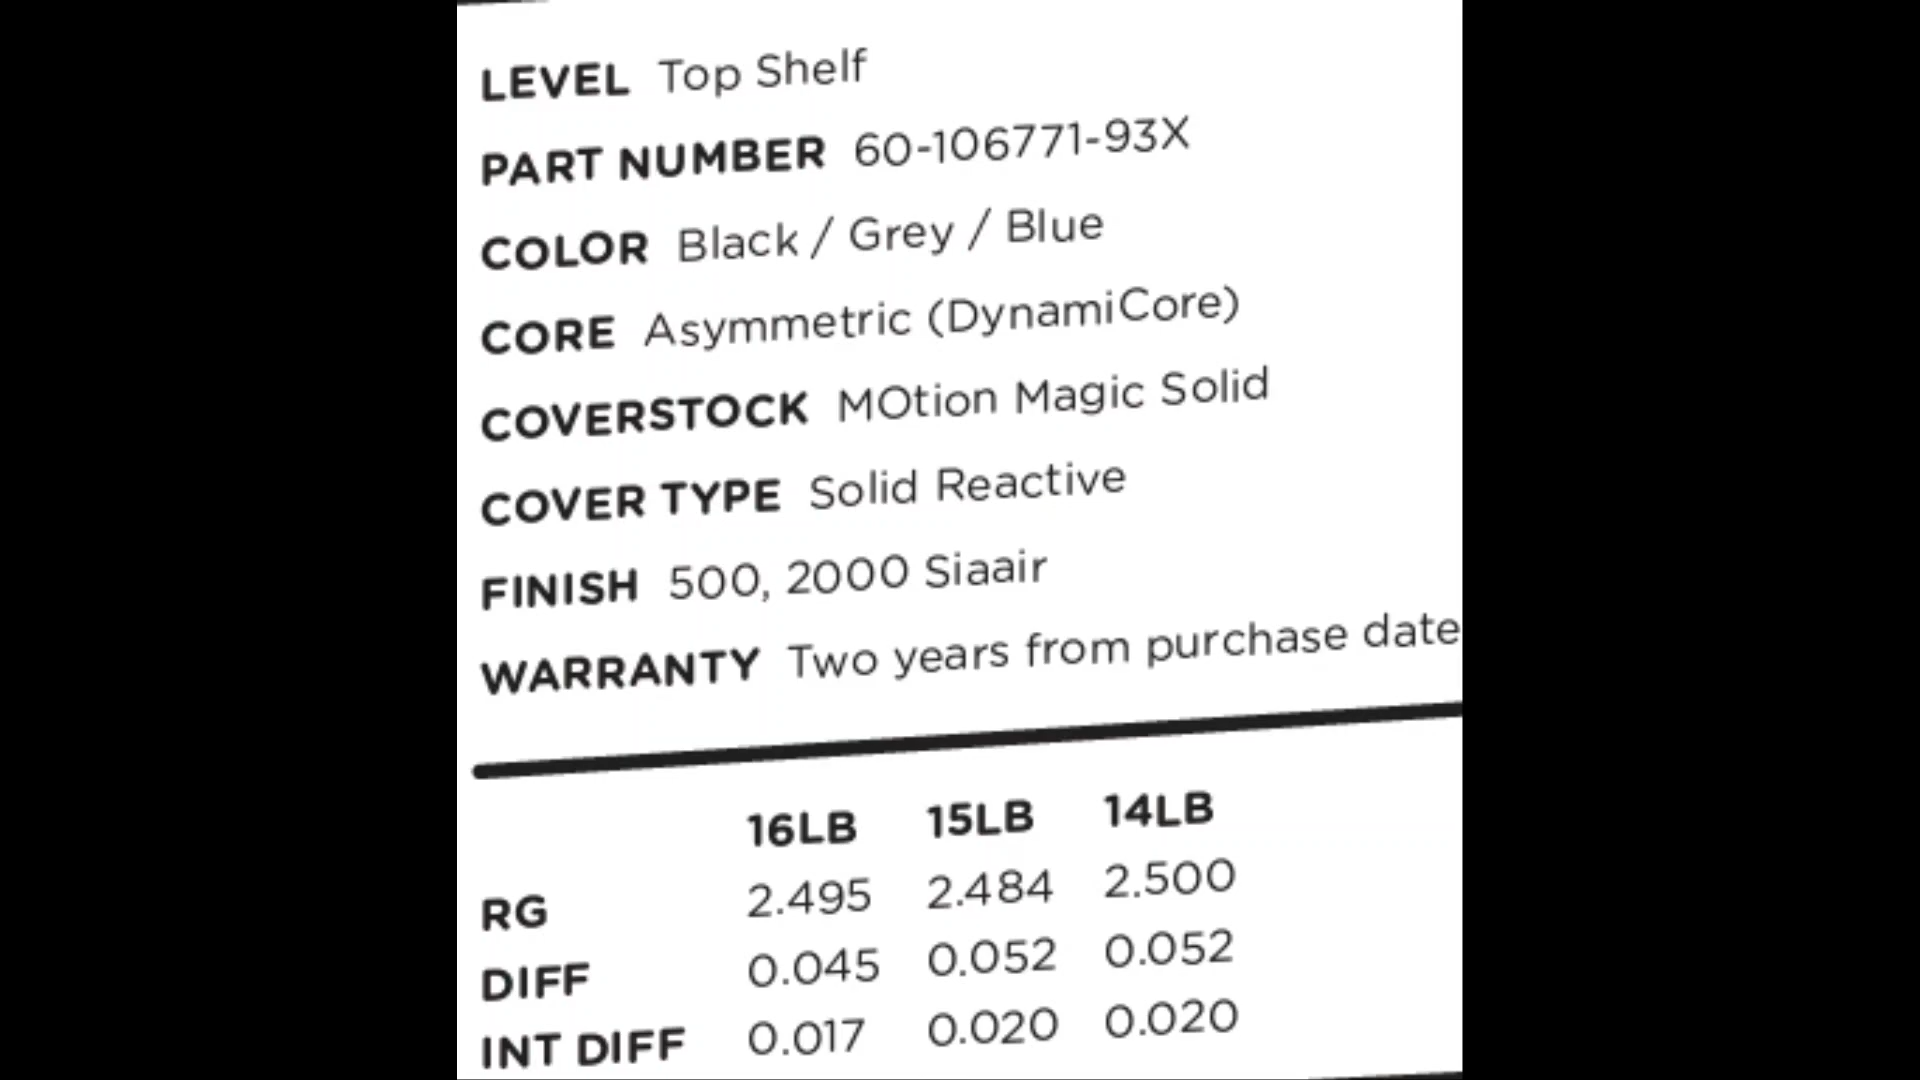 LEVEL Top Shelf
PART NUMBER 60-106771-93X
COLOR Black / Grey / Blue
CORE Asymmetric (DynamiCore)
COVERSTOCK MOtion Magic Solid
COVER TYPE Solid Reactive
FINISH 500, 2000 Siaair
WARRANTY Two years from purchase date
16LB 15LB 14LB
RG 2.495 2.484 2.500
DIFF 0.045 0.052 0.052
INT DIFF 0.017 0.020 0.020